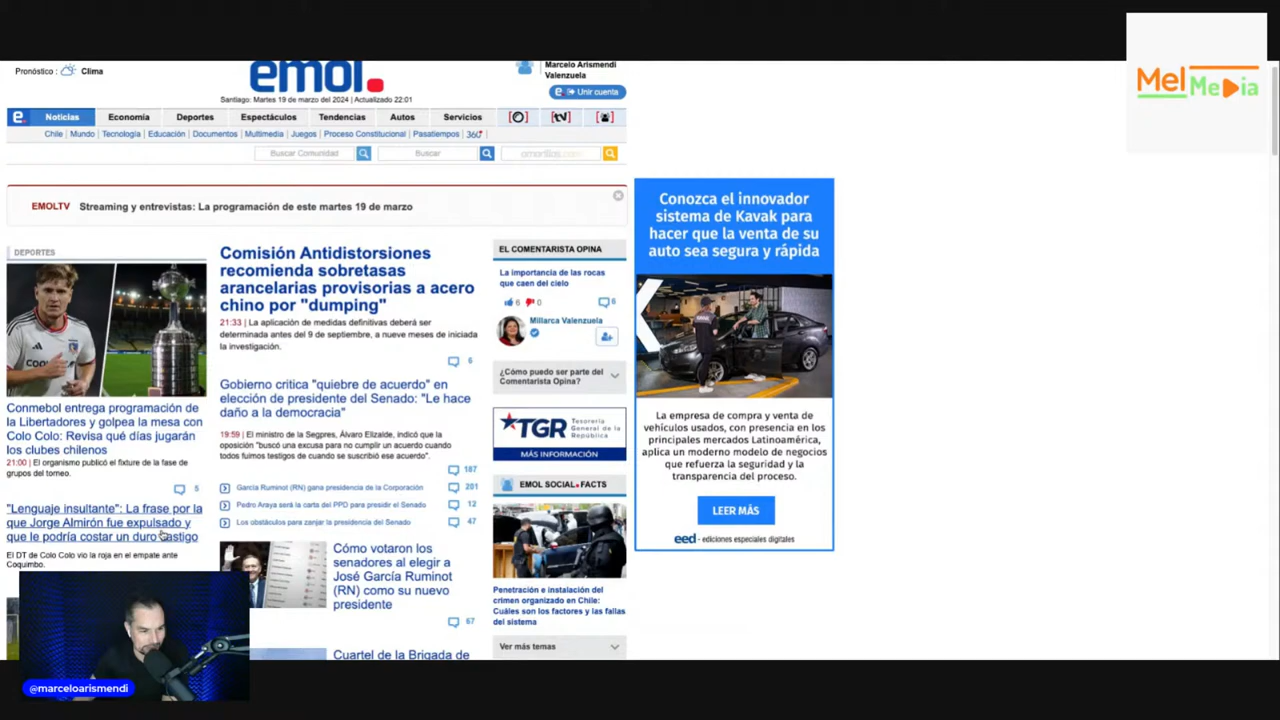 Mel Media
Pronóstico: Clima
emol.
Marcelo Arismendi
Valenzuela
Santiago: Martes 19 de marzo del 2024 | Actualizado 22:01
e Unir cuenta
e. Noticias Economia Deportes Espectáculos Tendencias Autos Servicios [tv]
Chile | Mundo | Tecnología | Educación | Documentos | Multimedia | Juegos | Proceso Constitucional | Pasatiempos | 360°
Buscar Comunidad Buscar
EMOLTV Streaming y entrevistas: La programación de este martes 19 de marzo
DEPORTES
COO
Conmebol entrega programación de
la Libertadores y golpea la mesa con
Colo Colo: Revisa qué días jugarán
los clubes chilenos
21:00 | El organismo publicó el fixture de la fase de
grupos del torneo.
5
"Lenguaje insultante": La frase por la
que Jorge Almirón fue expulsado y
que le podría costar un duro castigo
El DT de Colo Colo vio la roja en el empate ante
Coquimbo.
@marceloarismendi
Comisión Antidistorsiones
recomienda sobretasas
arancelarias provisorias a acero
chino por "dumping"
21:33 | La aplicación de medidas definitivas deberá ser
determinada antes del 9 de septiembre, a nueve meses de iniciada
la investigación.
6
Gobierno critica "quiebre de acuerdo" en
elección de presidente del Senado: "Le hace
daño a la democracia"
19:59 | El ministro de la Segpres, Álvaro Elizalde, indicó que la
oposición "buscó una excusa para no cumplir un acuerdo cuando
todos fuimos testigos de cuando se suscribió ese acuerdo".
187
García Ruminot (RN) gana presidencia de la Corporación 201
Pedro Araya será la carta del PPD para presidir el Senado 12
Los obstáculos para zanjar la presidencia del Senado 47
Cómo votaron los
senadores al elegir a
José García Ruminot
(RN) como su nuevo
presidente
67
Cuartel de la Brigada de
EL COMENTARISTA OPINA
La importancia de las rocas
que caen del cielo
6 0 6
Millarca Valenzuela
¿Cómo puedo ser parte del
Comentarista Opina?
TGR Tesorería
General de la
República
MÁS INFORMACIÓN
EMOL SOCIAL.FACTS
Penetración e instalación del
crimen organizado en Chile:
Cuáles son los factores y las fallas
del sistema
Ver más temas
Conozca el innovador
sistema de Kavak para
hacer que la venta de su
auto sea segura y rápida
La empresa de compra y venta de
vehículos usados, con presencia en los
principales mercados Latinoamérica,
aplica un moderno modelo de negocios
que refuerza la seguridad y la
transparencia del proceso.
LEER MÁS
eed - ediciones especiales digitales